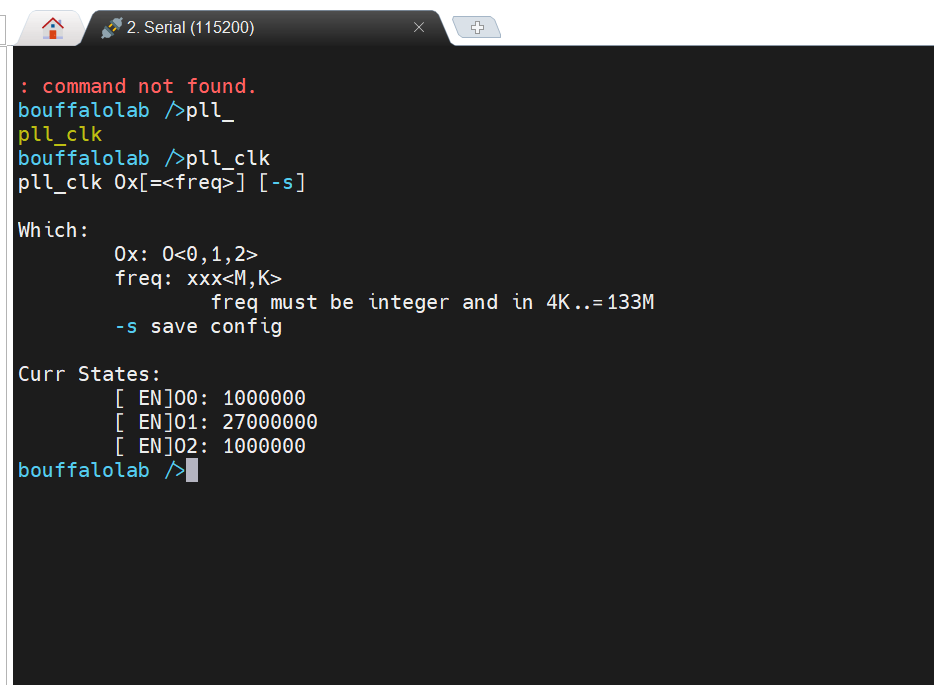 2. Serial (115200)
: command not found.
bouffalolab />pll_
pll_clk
bouffalolab />pll_clk
pll_clk Ox[=<freq>] [-s]
Which:
Ox: O<0,1,2>
freq: xxx<M,K>
freq must be integer and in 4K..=133M
-s save config
Curr States:
[ EN]O0: 1000000
[ EN]O1: 27000000
[ EN]O2: 1000000
bouffalolab />